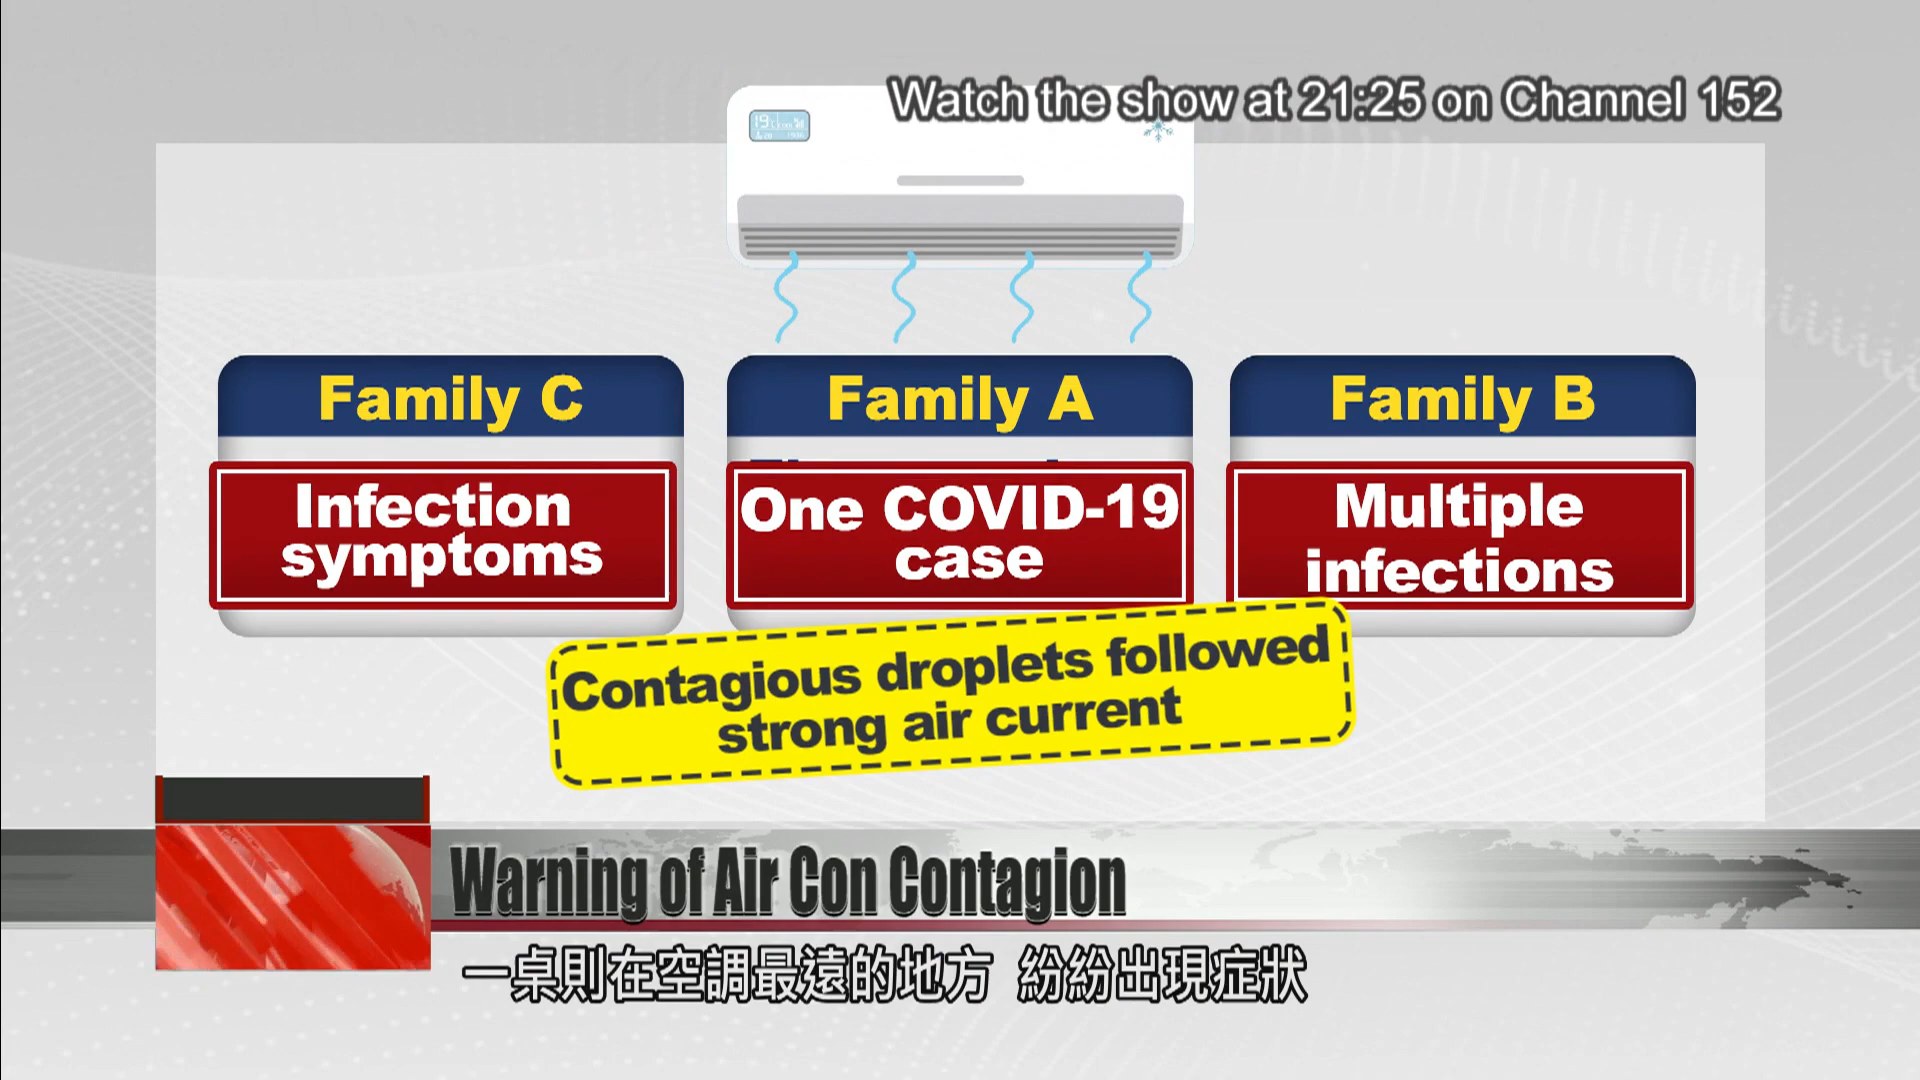 Watch the show at 21:25 on Channel 152
Family C
Family A
Family B
Infection
symptoms
One COVID-19
case
Multiple
infections
Contagious droplets followed
strong air current
Warning of Air Con Contagion
一桌則在空調最遠的地方 紛紛出現症狀